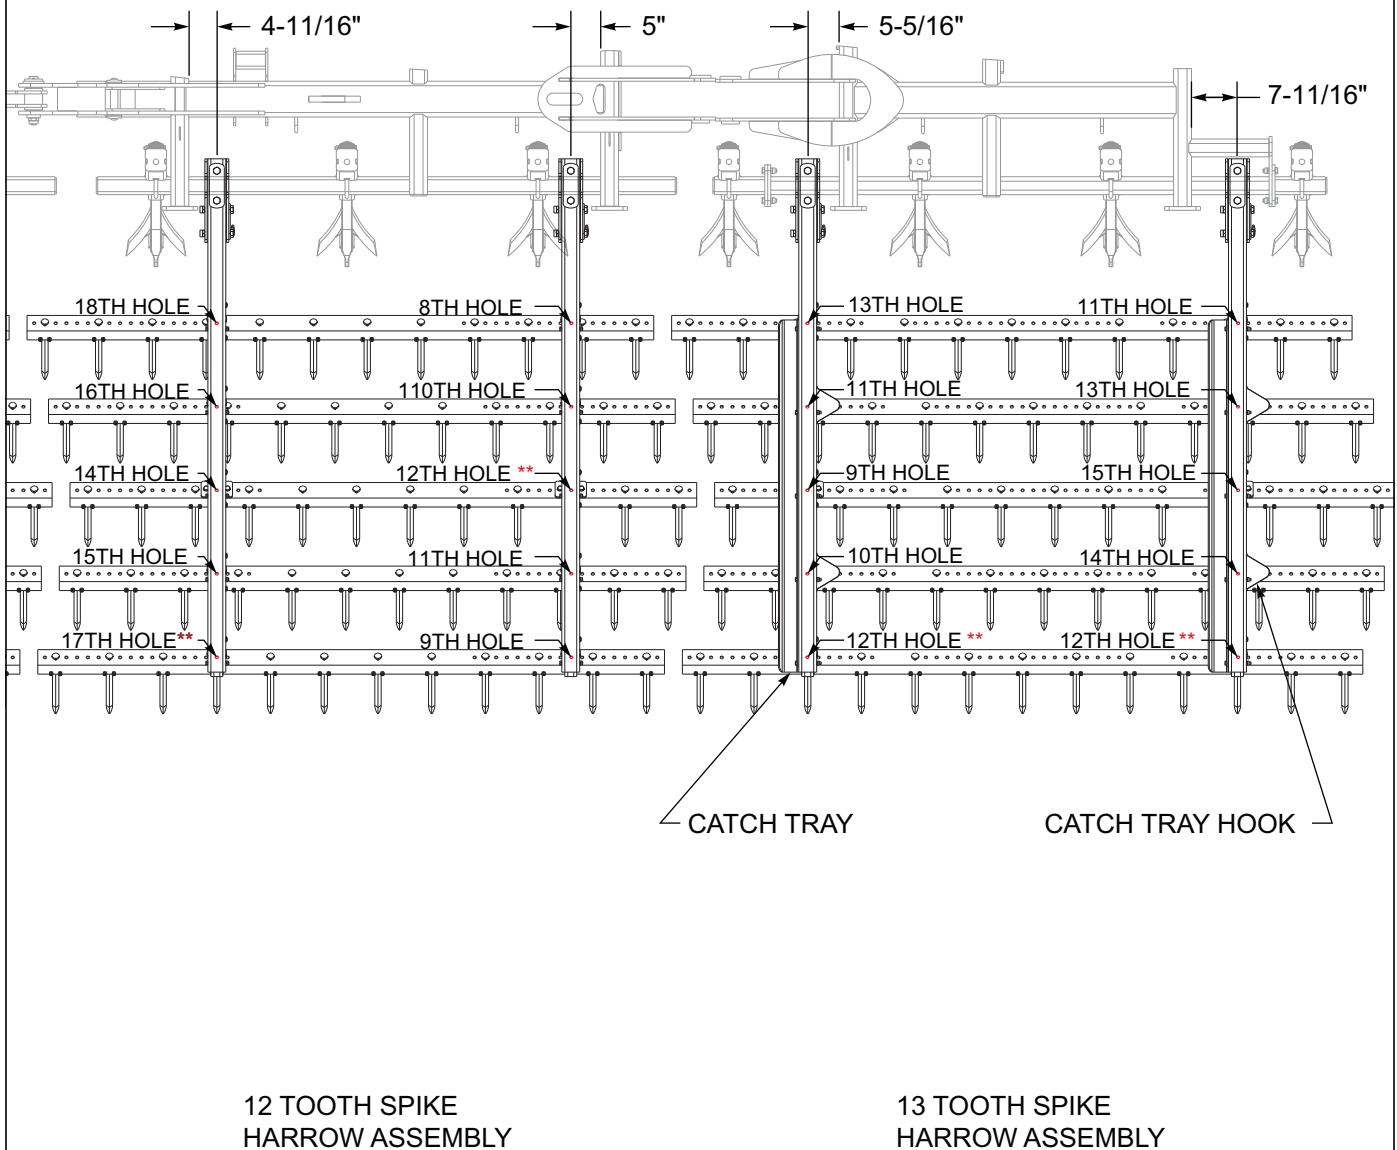 4-11/16" 5" 5-5/16"
7-11/16"
18TH HOLE 8TH HOLE 13TH HOLE 11TH HOLE
16TH HOLE 110TH HOLE 11TH HOLE 13TH HOLE
14TH HOLE 12TH HOLE ** 9TH HOLE 15TH HOLE
15TH HOLE 11TH HOLE 10TH HOLE 14TH HOLE
17TH HOLE** 9TH HOLE 12TH HOLE ** 12TH HOLE **
CATCH TRAY CATCH TRAY HOOK
12 TOOTH SPIKE
HARROW ASSEMBLY
13 TOOTH SPIKE
HARROW ASSEMBLY